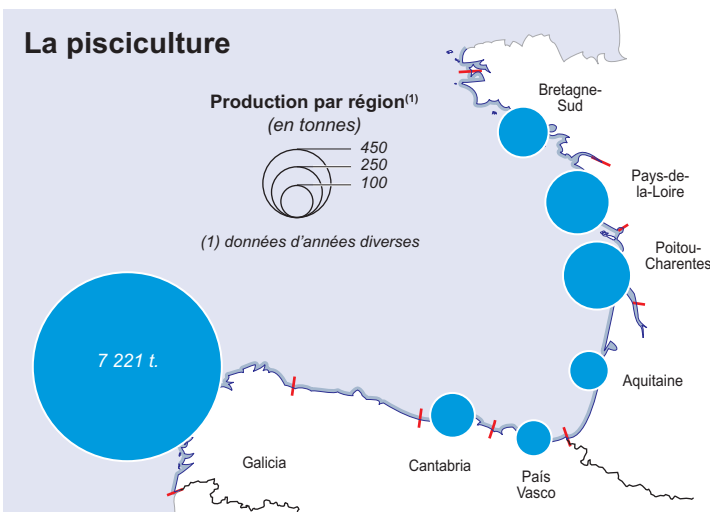 La pisciculture
Production par région(1)
(en tonnes)
450
250
100
(1) données d'années diverses
Bretagne-
Sud
Pays-de-
la-Loire
Poitou-
Charentes
7 221 t.
Aquitaine
Galicia
Cantabria
País
Vasco